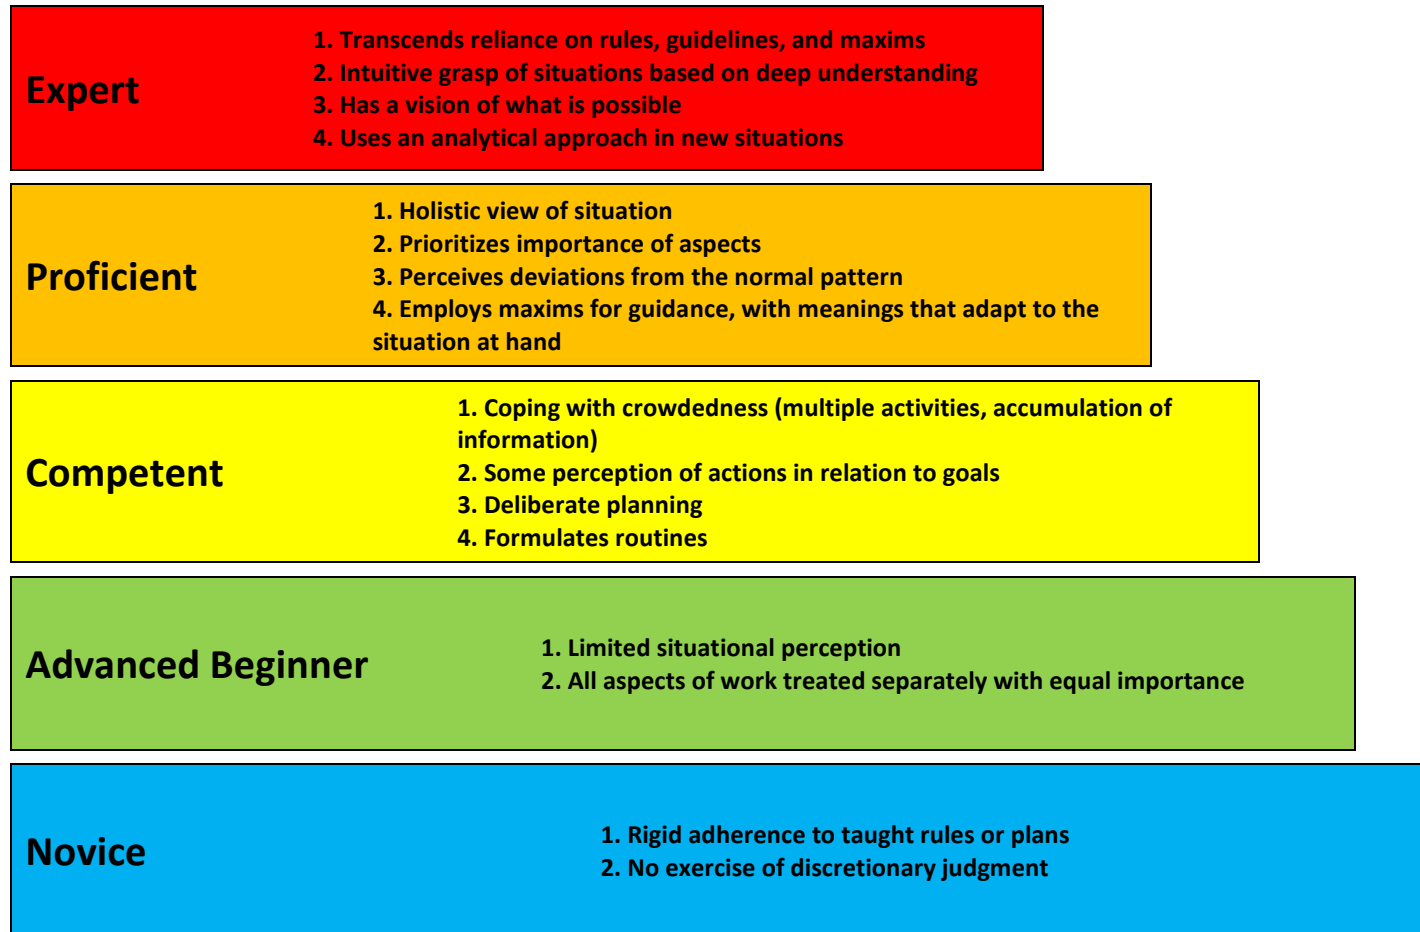 Expert
1. Transcends reliance on rules, guidelines, and maxims
2. Intuitive grasp of situations based on deep understanding
3. Has a vision of what is possible
4. Uses an analytical approach in new situations
Proficient
1. Holistic view of situation
2. Prioritizes importance of aspects
3. Perceives deviations from the normal pattern
4. Employs maxims for guidance, with meanings that adapt to the
situation at hand
Competent
1. Coping with crowdedness (multiple activities, accumulation of
information)
2. Some perception of actions in relation to goals
3. Deliberate planning
4. Formulates routines
Advanced Beginner
1. Limited situational perception
2. All aspects of work treated separately with equal importance
Novice
1. Rigid adherence to taught rules or plans
2. No exercise of discretionary judgment